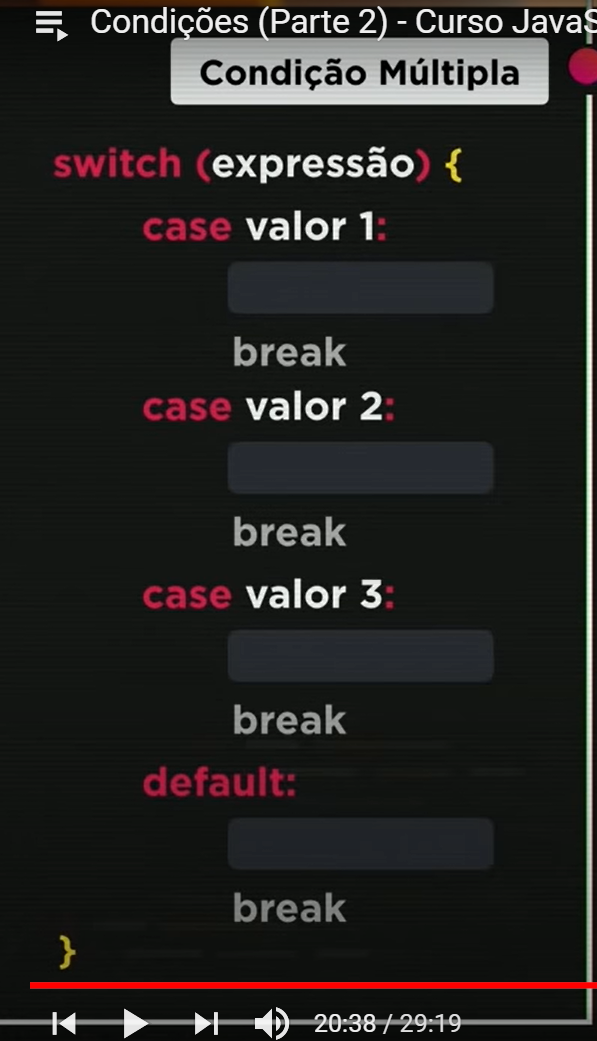 Condições (Parte 2) - Curso JavaS
Condição Múltipla
switch (expressão) {
case valor 1:
break
case valor 2:
break
case valor 3:
break
default:
break
}
20:38 / 29:19